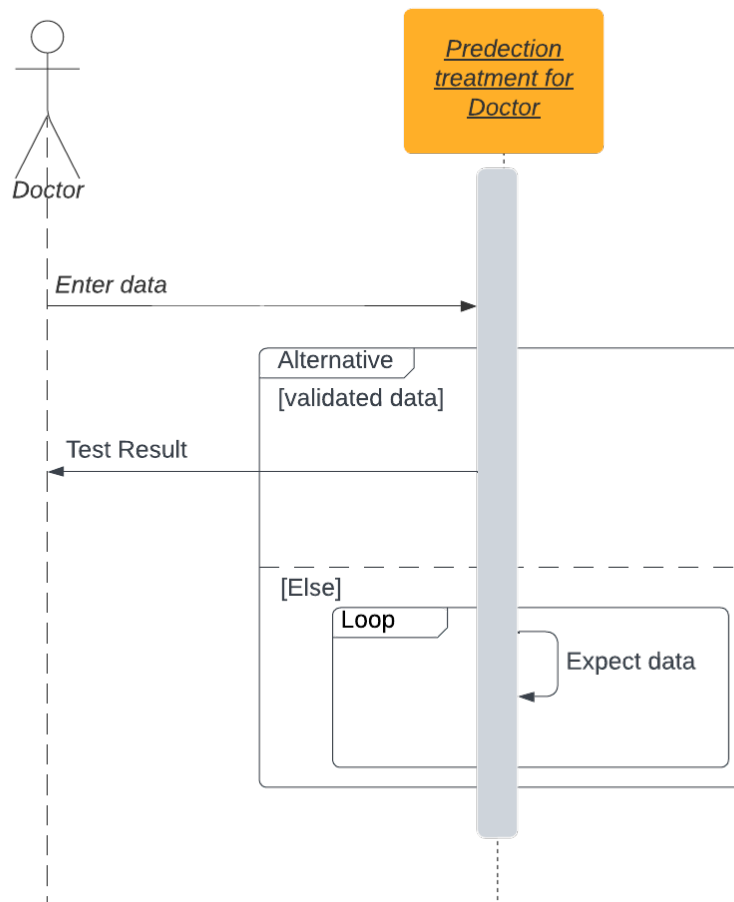 Predection
treatment for
Doctor
Doctor
Enter data
Alternative
[validated data]
Test Result
[Else]
Loop
Expect data